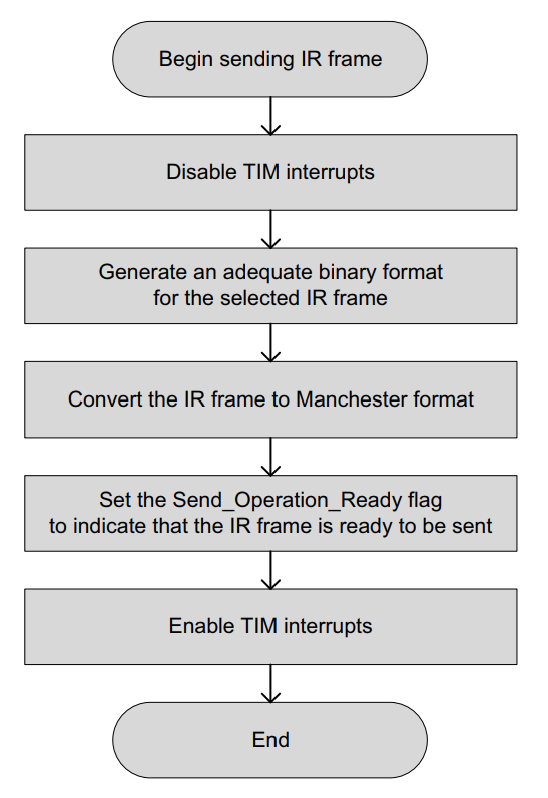 Begin sending IR frame
Disable TIM interrupts
Generate an adequate binary format
for the selected IR frame
Convert the IR frame to Manchester format
Set the Send_Operation_Ready flag
to indicate that the IR frame is ready to be sent
Enable TIM interrupts
End